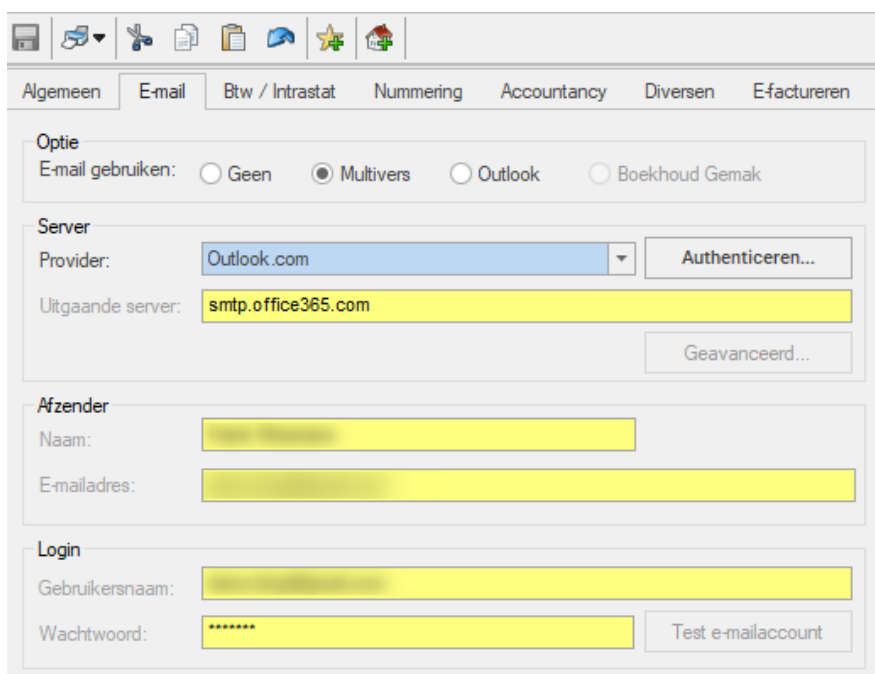 Algemeen E-mail Btw / Intrastat Nummering Accountancy Diversen E-factureren
Optie
E-mail gebruiken: Geen Multivers Outlook Boekhoud Gemak
Server
Provider: Outlook.com Authenticeren...
Uitgaande server: smtp.office365.com
Geavanceerd...
Afzender
Naam:
E-mailadres:
Login
Gebruikersnaam:
Wachtwoord: ******* Test e-mailaccount